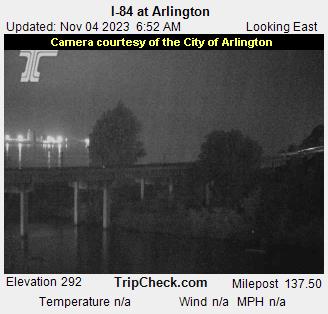 I-84 at Arlington
Updated: Nov 04 2023 6:52 AM Looking East
Camera courtesy of the City of Arlington
Elevation 292 TripCheck.com Milepost 137.50
Temperature n/a Wind n/a MPH n/a